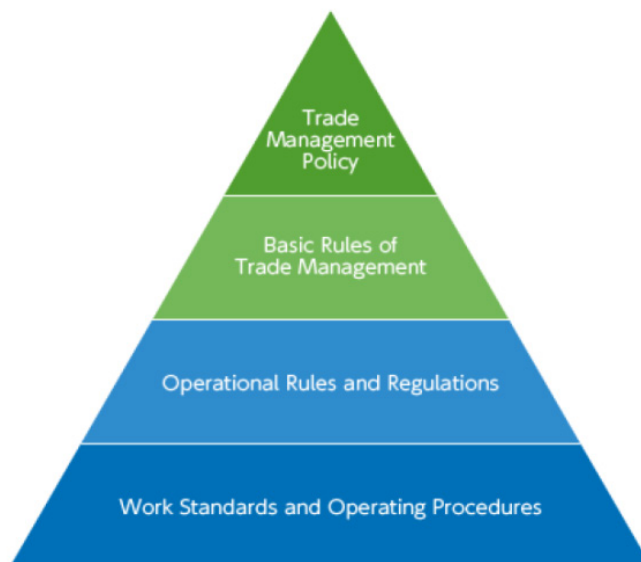 Trade
Management
Policy
Basic Rules of
Trade Management
Operational Rules and Regulations
Work Standards and Operating Procedures